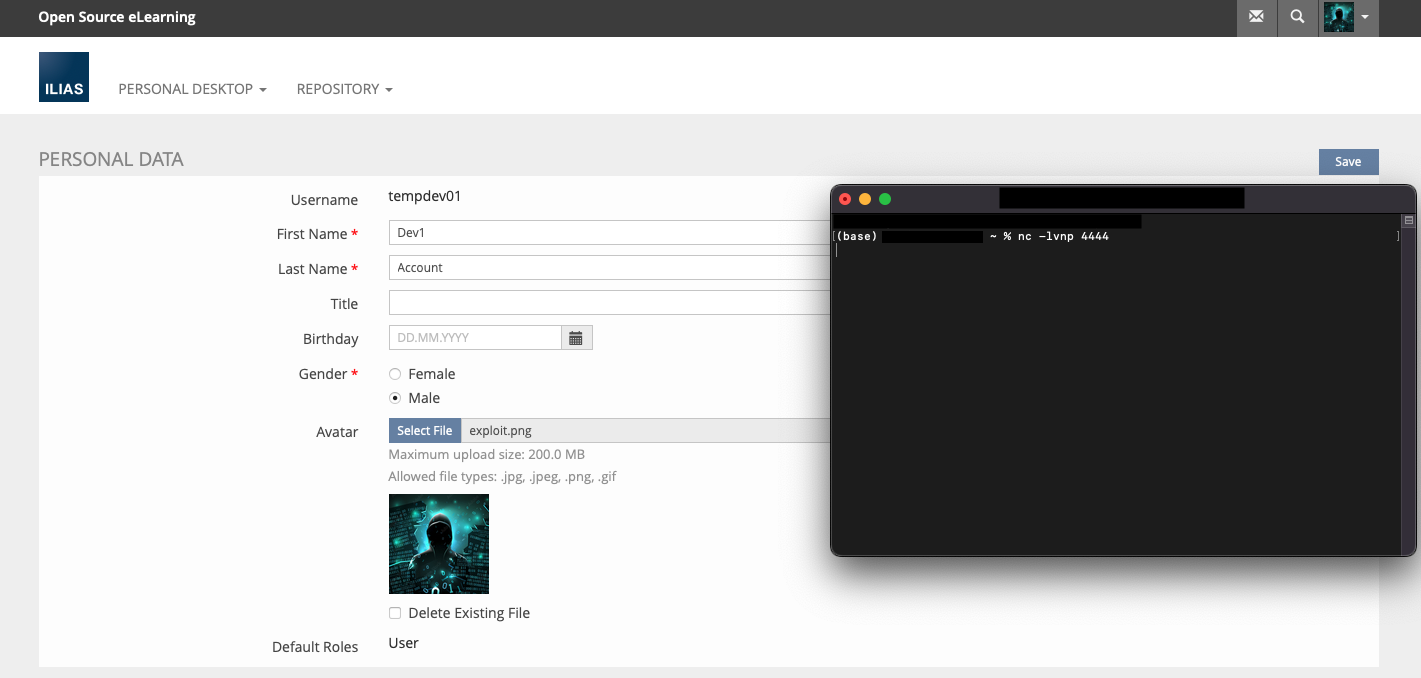 Open Source eLearning
ILIAS
PERSONAL DESKTOP
REPOSITORY
PERSONAL DATA
Save
Username
tempdev01
First Name *
Dev1
Last Name *
Account
Title
Birthday
DD.MM.YYYY
Gender *
Female
Male
Avatar
Select File
exploit.png
Maximum upload size: 200.0 MB
Allowed file types: .jpg, .jpeg, .png, .gif
Delete Existing File
Default Roles
User
[(base) ~ % nc -lvnp 4444 ]